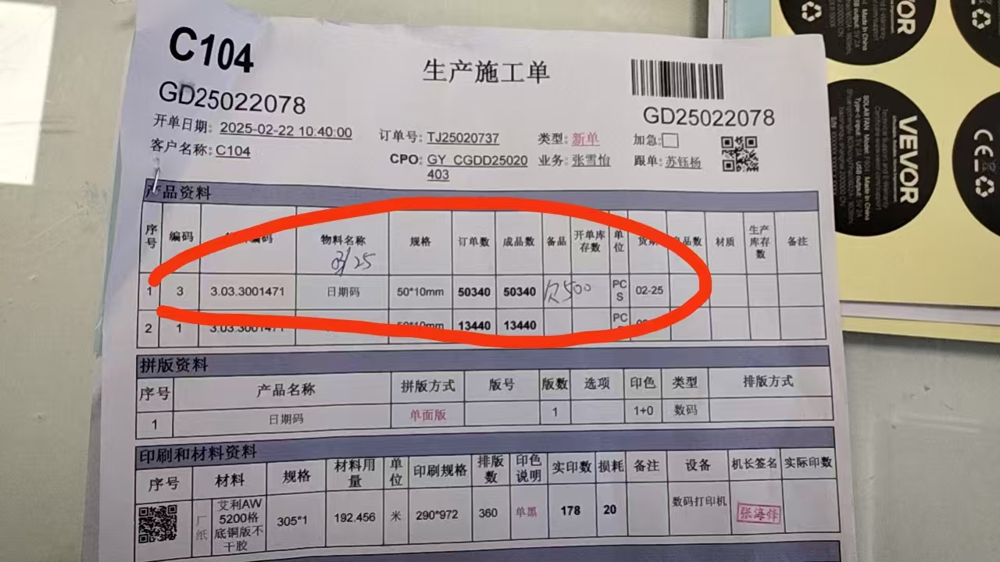 C104
生产施工单
GD25022078
GD25022078
开单日期: 2025-02-22 10:40:00
订单号: TJ25020737
类型: 新单
加急:
客户名称: C104
CPO: GY_CGDD25020
403
业务: 张雪怡
跟单: 苏钰杨
产品资料
序号 编码 编码 物料名称 规格 订单数 成品数 备品 开单库存数 单位 货期 品数 材质 生产库存数 备注
1 3 3.03.3001471 日期码 50*10mm 50340 50340 欠500 PCS 02-25
2 1 3.03.3001471 50*10mm 13440 13440 PC
拼版资料
序号 产品名称 拼版方式 版号 版数 选项 印色 类型 排版方式
1 日期码 单面版 1 1+0 数码
印刷和材料资料
序号 材料 规格 材料用量 单位 印刷规格 排版数 印色说明 实印数 损耗 备注 设备 机长签名 实际印数
厂纸 艾利AW5200格底铜版不干胶 305*1 192.456 米 290*972 360 单黑 178 20 数码打印机 张海锋
VEVOR
SOLAR FAN
Made In China
VEVOR
CE